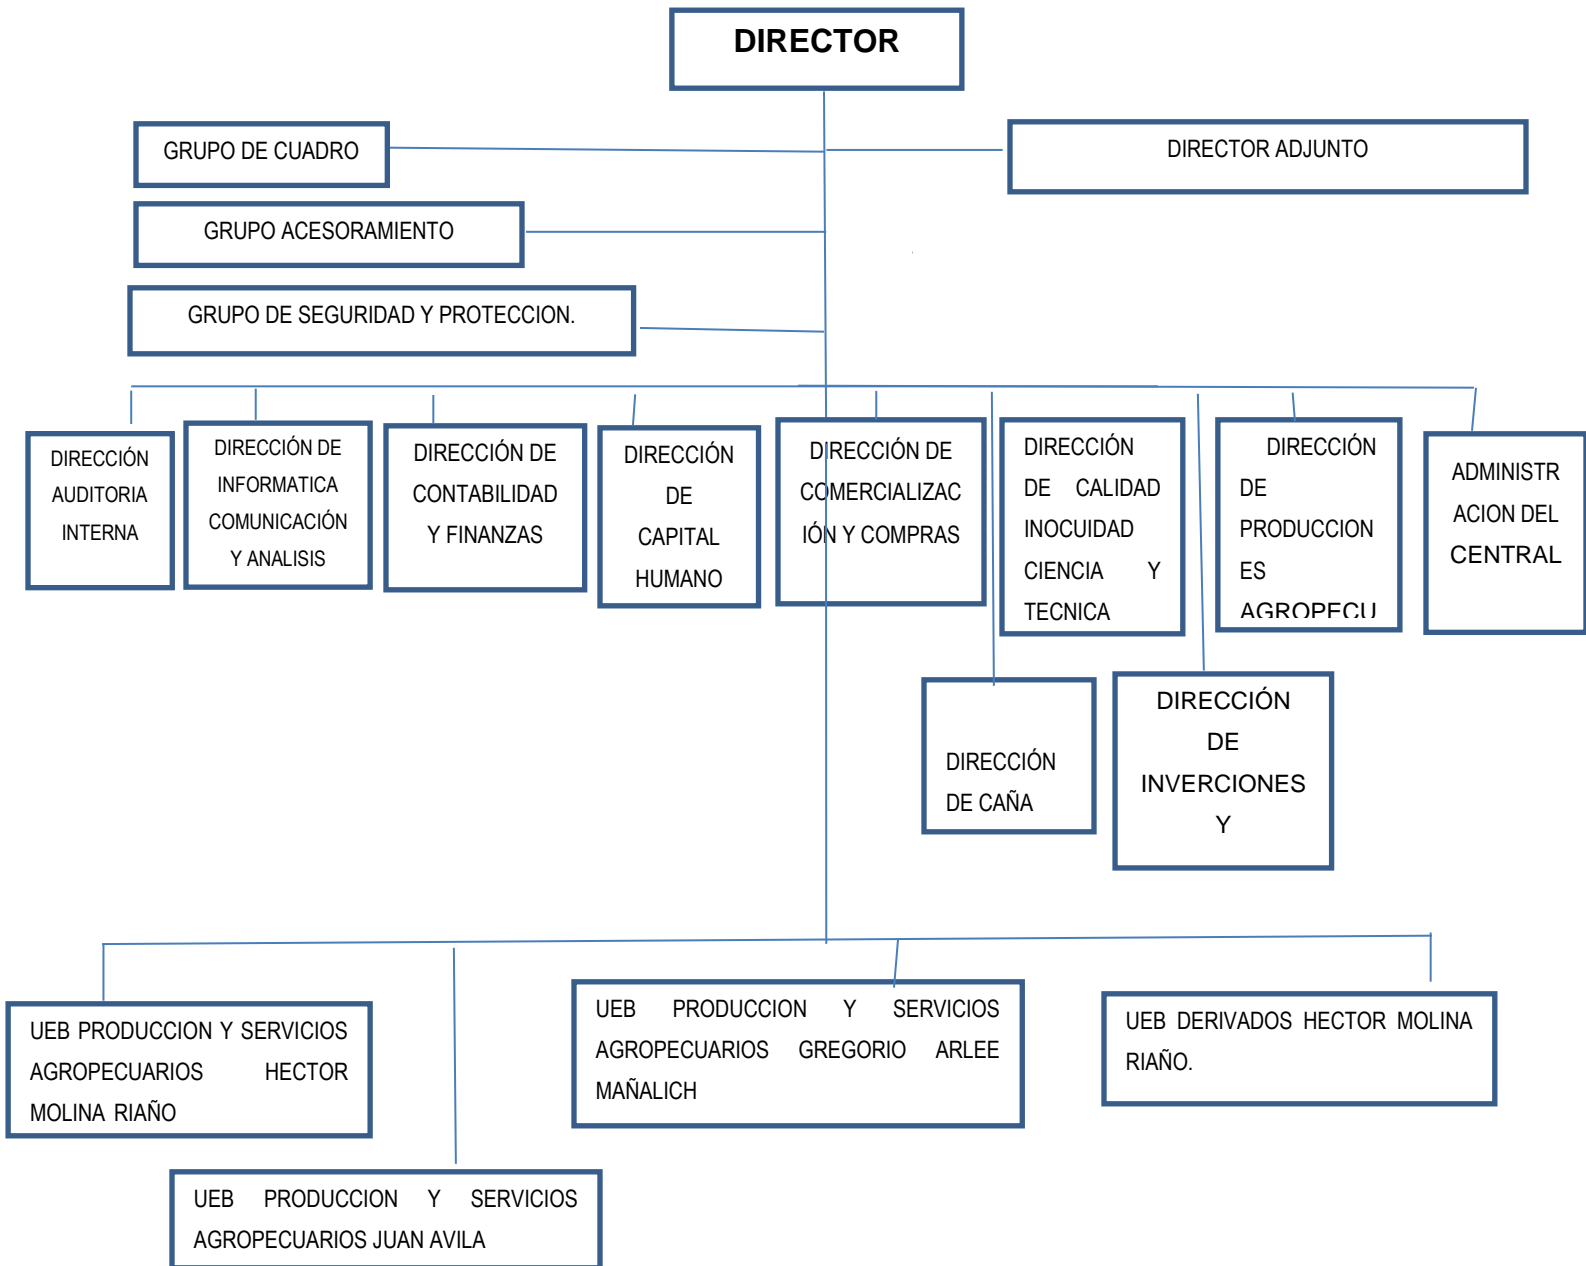 DIRECTOR
GRUPO DE CUADRO
DIRECTOR ADJUNTO
GRUPO ACESORAMIENTO
GRUPO DE SEGURIDAD Y PROTECCION.
DIRECCIÓN
AUDITORIA
INTERNA
DIRECCIÓN DE
INFORMATICA
COMUNICACIÓN
Y ANALISIS
DIRECCIÓN DE
CONTABILIDAD
Y FINANZAS
DIRECCIÓN
DE
CAPITAL
HUMANO
DIRECCIÓN DE
COMERCIALIZAC
IÓN Y COMPRAS
DIRECCIÓN
DE CALIDAD
INOCUIDAD
CIENCIA Y
TECNICA
DIRECCIÓN
DE
PRODUCCION
ES
AGROPECU
ADMINISTR
ACION DEL
CENTRAL
DIRECCIÓN
DE CAÑA
DIRECCIÓN
DE
INVERCIONES
Y
UEB PRODUCCION Y SERVICIOS
AGROPECUARIOS HECTOR
MOLINA RIAÑO
UEB PRODUCCION Y SERVICIOS
AGROPECUARIOS GREGORIO ARLEE
MAÑALICH
UEB DERIVADOS HECTOR MOLINA
RIAÑO.
UEB PRODUCCION Y SERVICIOS
AGROPECUARIOS JUAN AVILA